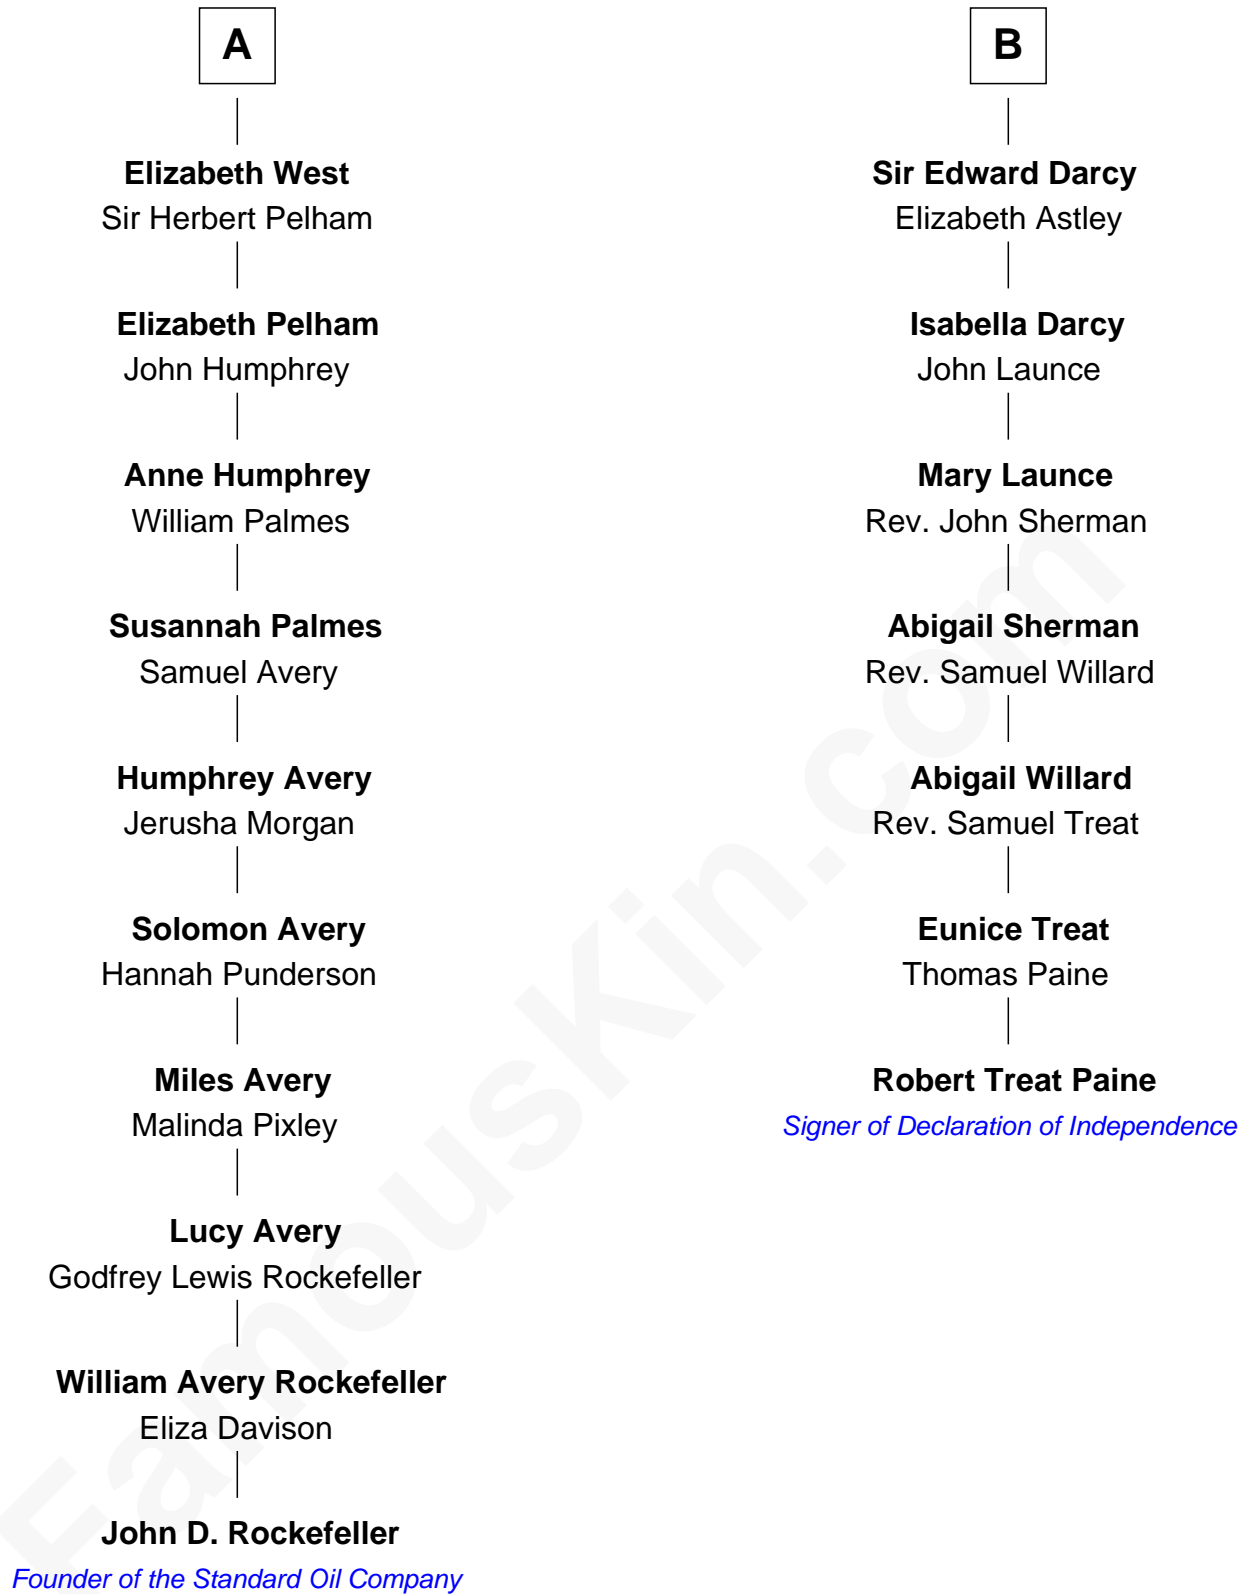 A
Elizabeth West
Sir Herbert Pelham
Elizabeth Pelham
John Humphrey
Anne Humphrey
William Palmes
Susannah Palmes
Samuel Avery
Humphrey Avery
Jerusha Morgan
Solomon Avery
Hannah Punderson
Miles Avery
Malinda Pixley
Lucy Avery
Godfrey Lewis Rockefeller
William Avery Rockefeller
Eliza Davison
John D. Rockefeller
Founder of the Standard Oil Company
B
Sir Edward Darcy
Elizabeth Astley
Isabella Darcy
John Launce
Mary Launce
Rev. John Sherman
Abigail Sherman
Rev. Samuel Willard
Abigail Willard
Rev. Samuel Treat
Eunice Treat
Thomas Paine
Robert Treat Paine
Signer of Declaration of Independence
FamousKin.com